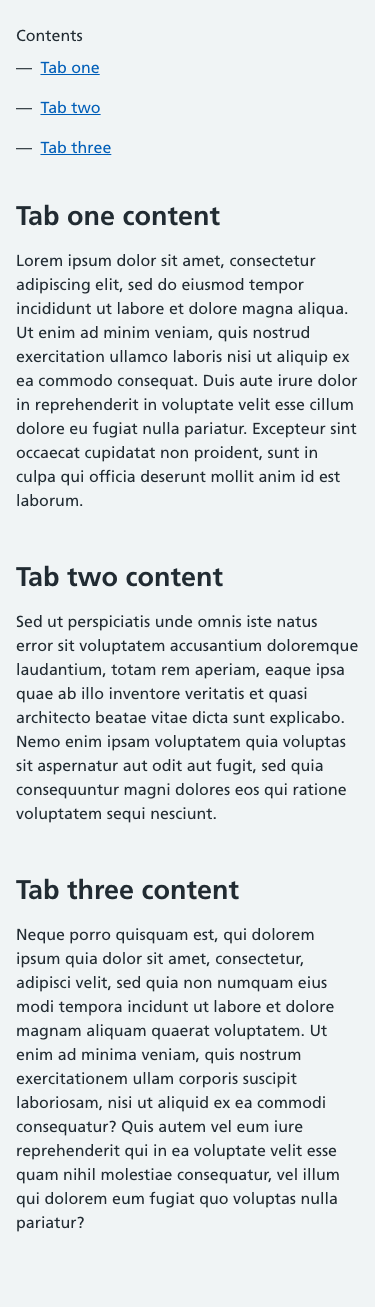 Contents
— Tab one
— Tab two
— Tab three
Tab one content
Lorem ipsum dolor sit amet, consectetur
adipiscing elit, sed do eiusmod tempor
incididunt ut labore et dolore magna aliqua.
Ut enim ad minim veniam, quis nostrud
exercitation ullamco laboris nisi ut aliquip ex
ea commodo consequat. Duis aute irure dolor
in reprehenderit in voluptate velit esse cillum
dolore eu fugiat nulla pariatur. Excepteur sint
occaecat cupidatat non proident, sunt in
culpa qui officia deserunt mollit anim id est
laborum.
Tab two content
Sed ut perspiciatis unde omnis iste natus
error sit voluptatem accusantium doloremque
laudantium, totam rem aperiam, eaque ipsa
quae ab illo inventore veritatis et quasi
architecto beatae vitae dicta sunt explicabo.
Nemo enim ipsam voluptatem quia voluptas
sit aspernatur aut odit aut fugit, sed quia
consequuntur magni dolores eos qui ratione
voluptatem sequi nesciunt.
Tab three content
Neque porro quisquam est, qui dolorem
ipsum quia dolor sit amet, consectetur,
adipisci velit, sed quia non numquam eius
modi tempora incidunt ut labore et dolore
magnam aliquam quaerat voluptatem. Ut
enim ad minima veniam, quis nostrum
exercitationem ullam corporis suscipit
laboriosam, nisi ut aliquid ex ea commodi
consequatur? Quis autem vel eum iure
reprehenderit qui in ea voluptate velit esse
quam nihil molestiae consequatur, vel illum
qui dolorem eum fugiat quo voluptas nulla
pariatur?